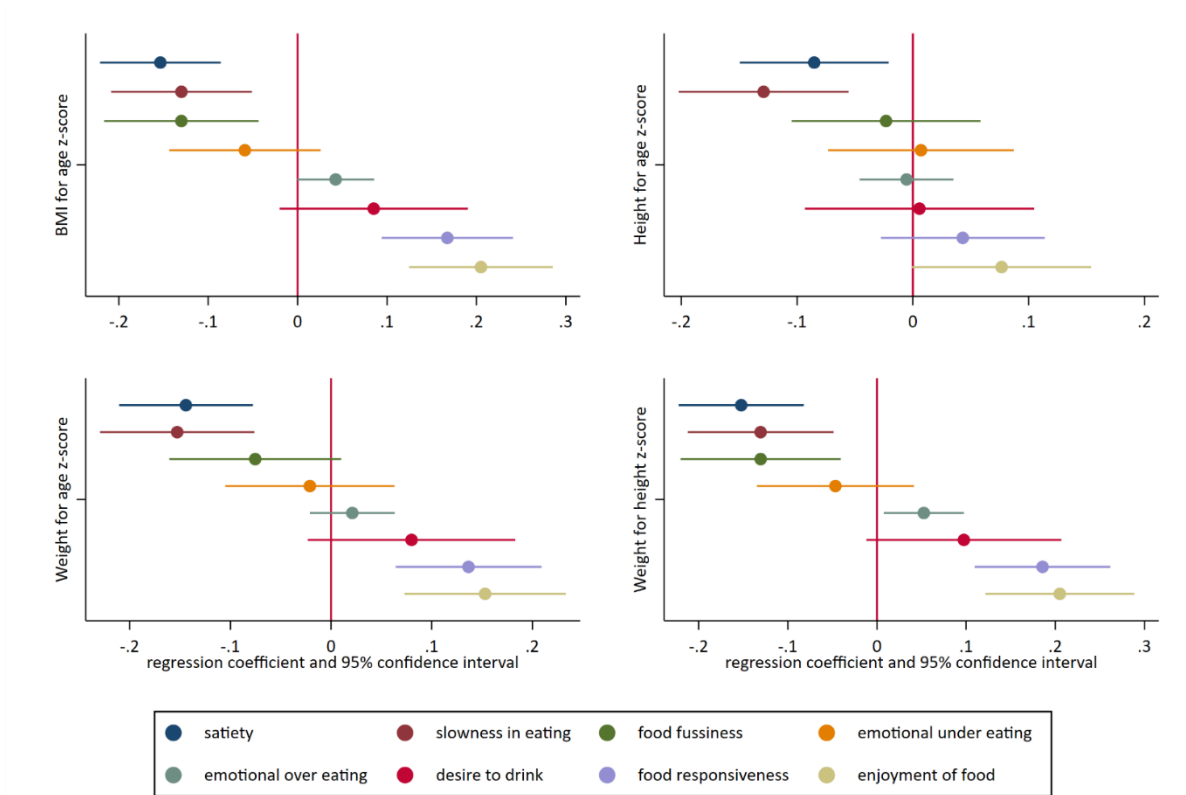 BMI for age z-score
-.2 -.1 0 .1 .2 .3
Height for age z-score
-.2 -.1 0 .1 .2
Weight for age z-score
-.2 -.1 0 .1 .2
regression coefficient and 95% confidence interval
Weight for height z-score
-.2 -.1 0 .1 .2 .3
regression coefficient and 95% confidence interval
satiety slowness in eating food fussiness emotional under eating
emotional over eating desire to drink food responsiveness enjoyment of food